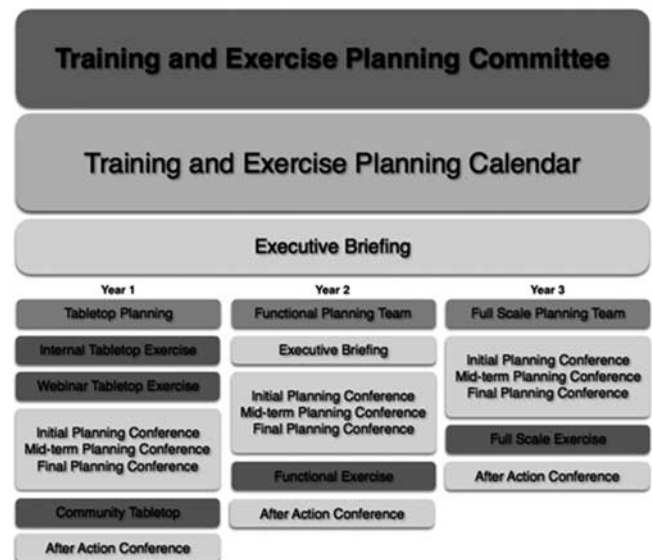 Training and Exercise Planning Committee
Training and Exercise Planning Calendar
Executive Briefing
Year 1
Tabletop Planning
Internal Tabletop Exercise
Webinar Tabletop Exercise
Initial Planning Conference
Mid-term Planning Conference
Final Planning Conference
Community Tabletop
After Action Conference
Year 2
Functional Planning Team
Executive Briefing
Initial Planning Conference
Mid-term Planning Conference
Final Planning Conference
Functional Exercise
After Action Conference
Year 3
Full Scale Planning Team
Initial Planning Conference
Mid-term Planning Conference
Final Planning Conference
Full Scale Exercise
After Action Conference